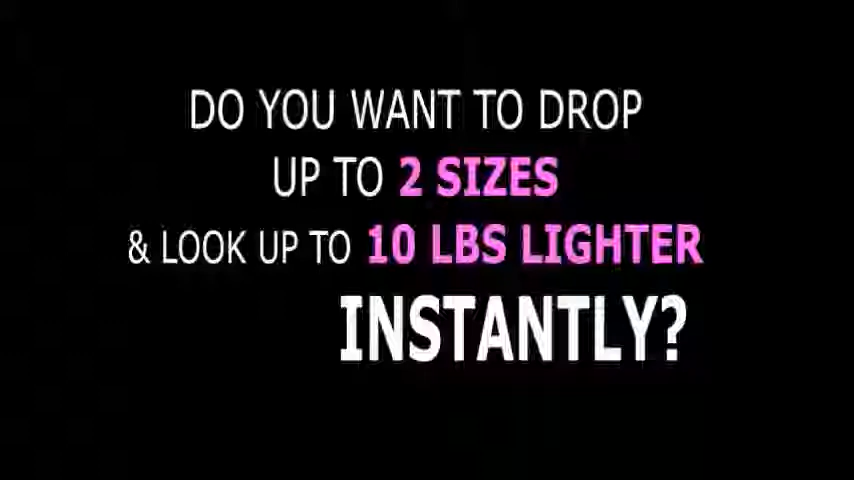 DO YOU WANT TO DROP
UP TO 2 SIZES
& LOOK UP TO 10 LBS LIGHTER
INSTANTLY?